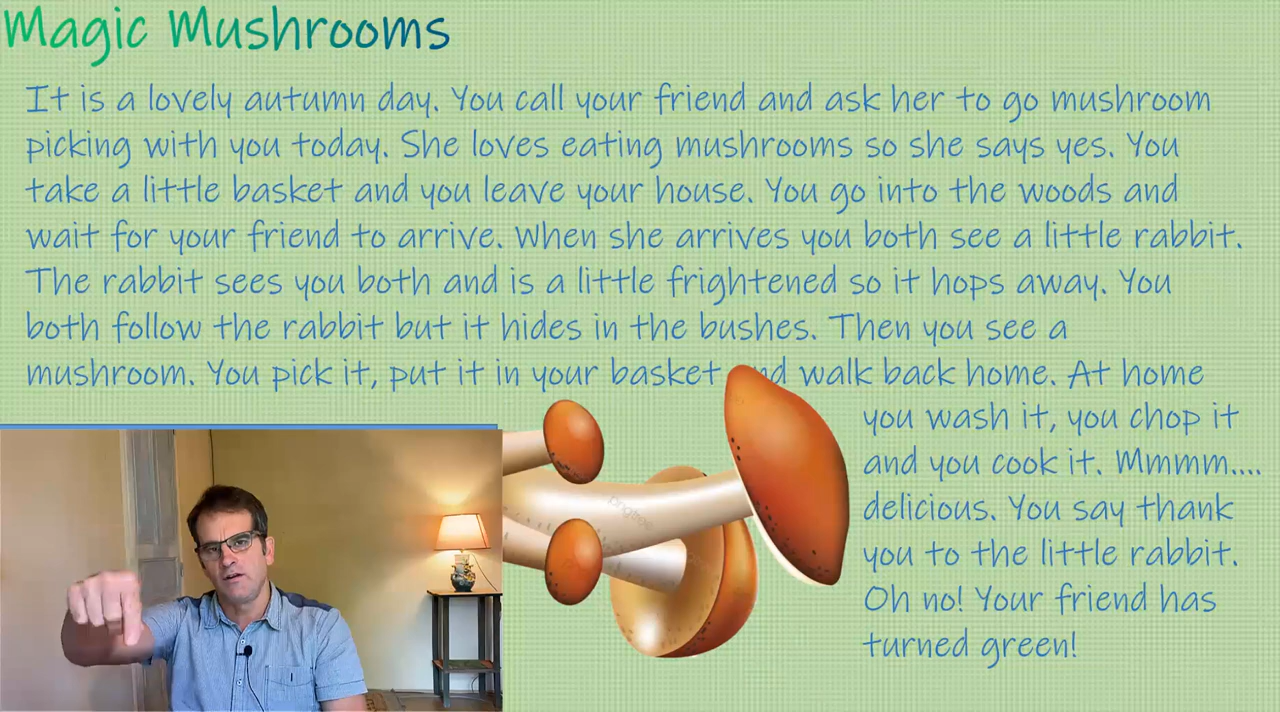 Magic Mushrooms
It is a lovely autumn day. You call your friend and ask her to go mushroom
picking with you today. She loves eating mushrooms so she says yes. You
take a little basket and you leave your house. You go into the woods and
wait for your friend to arrive. When she arrives you both see a little rabbit.
The rabbit sees you both and is a little frightened so it hops away. You
both follow the rabbit but it hides in the bushes. Then you see a
mushroom. You pick it, put it in your basket and walk back home. At home
you wash it, you chop it
and you cook it. Mmmm....
delicious. You say thank
you to the little rabbit.
Oh no! Your friend has
turned green!